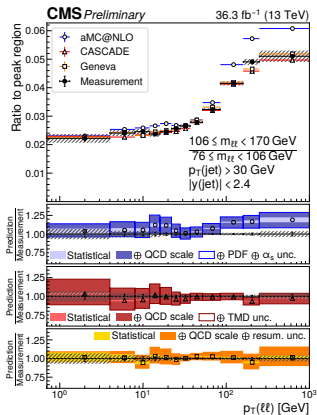 CMS Preliminary 36.3 fb⁻¹ (13 TeV)
Ratio to peak region
0.06
0.05
0.04
0.03
0.02
0.01
aMC@NLO
CASCADE
Geneva
Measurement
106 ≤ mℓℓ < 170 GeV
76 ≤ mℓℓ < 106 GeV
pT(jet) > 30 GeV
|y(jet)| < 2.4
Prediction
Measurement
1.25
1.00
0.75
Statistical ⊕ QCD scale ⊕ PDF ⊕ αs unc.
Prediction
Measurement
1.25
1.00
0.75
Statistical ⊕ QCD scale ⊕ TMD unc.
Prediction
Measurement
1.25
1.00
0.75
Statistical ⊕ QCD scale ⊕ resum. unc.
10⁰ 10¹ 10² 10³
pT(ℓℓ) [GeV]